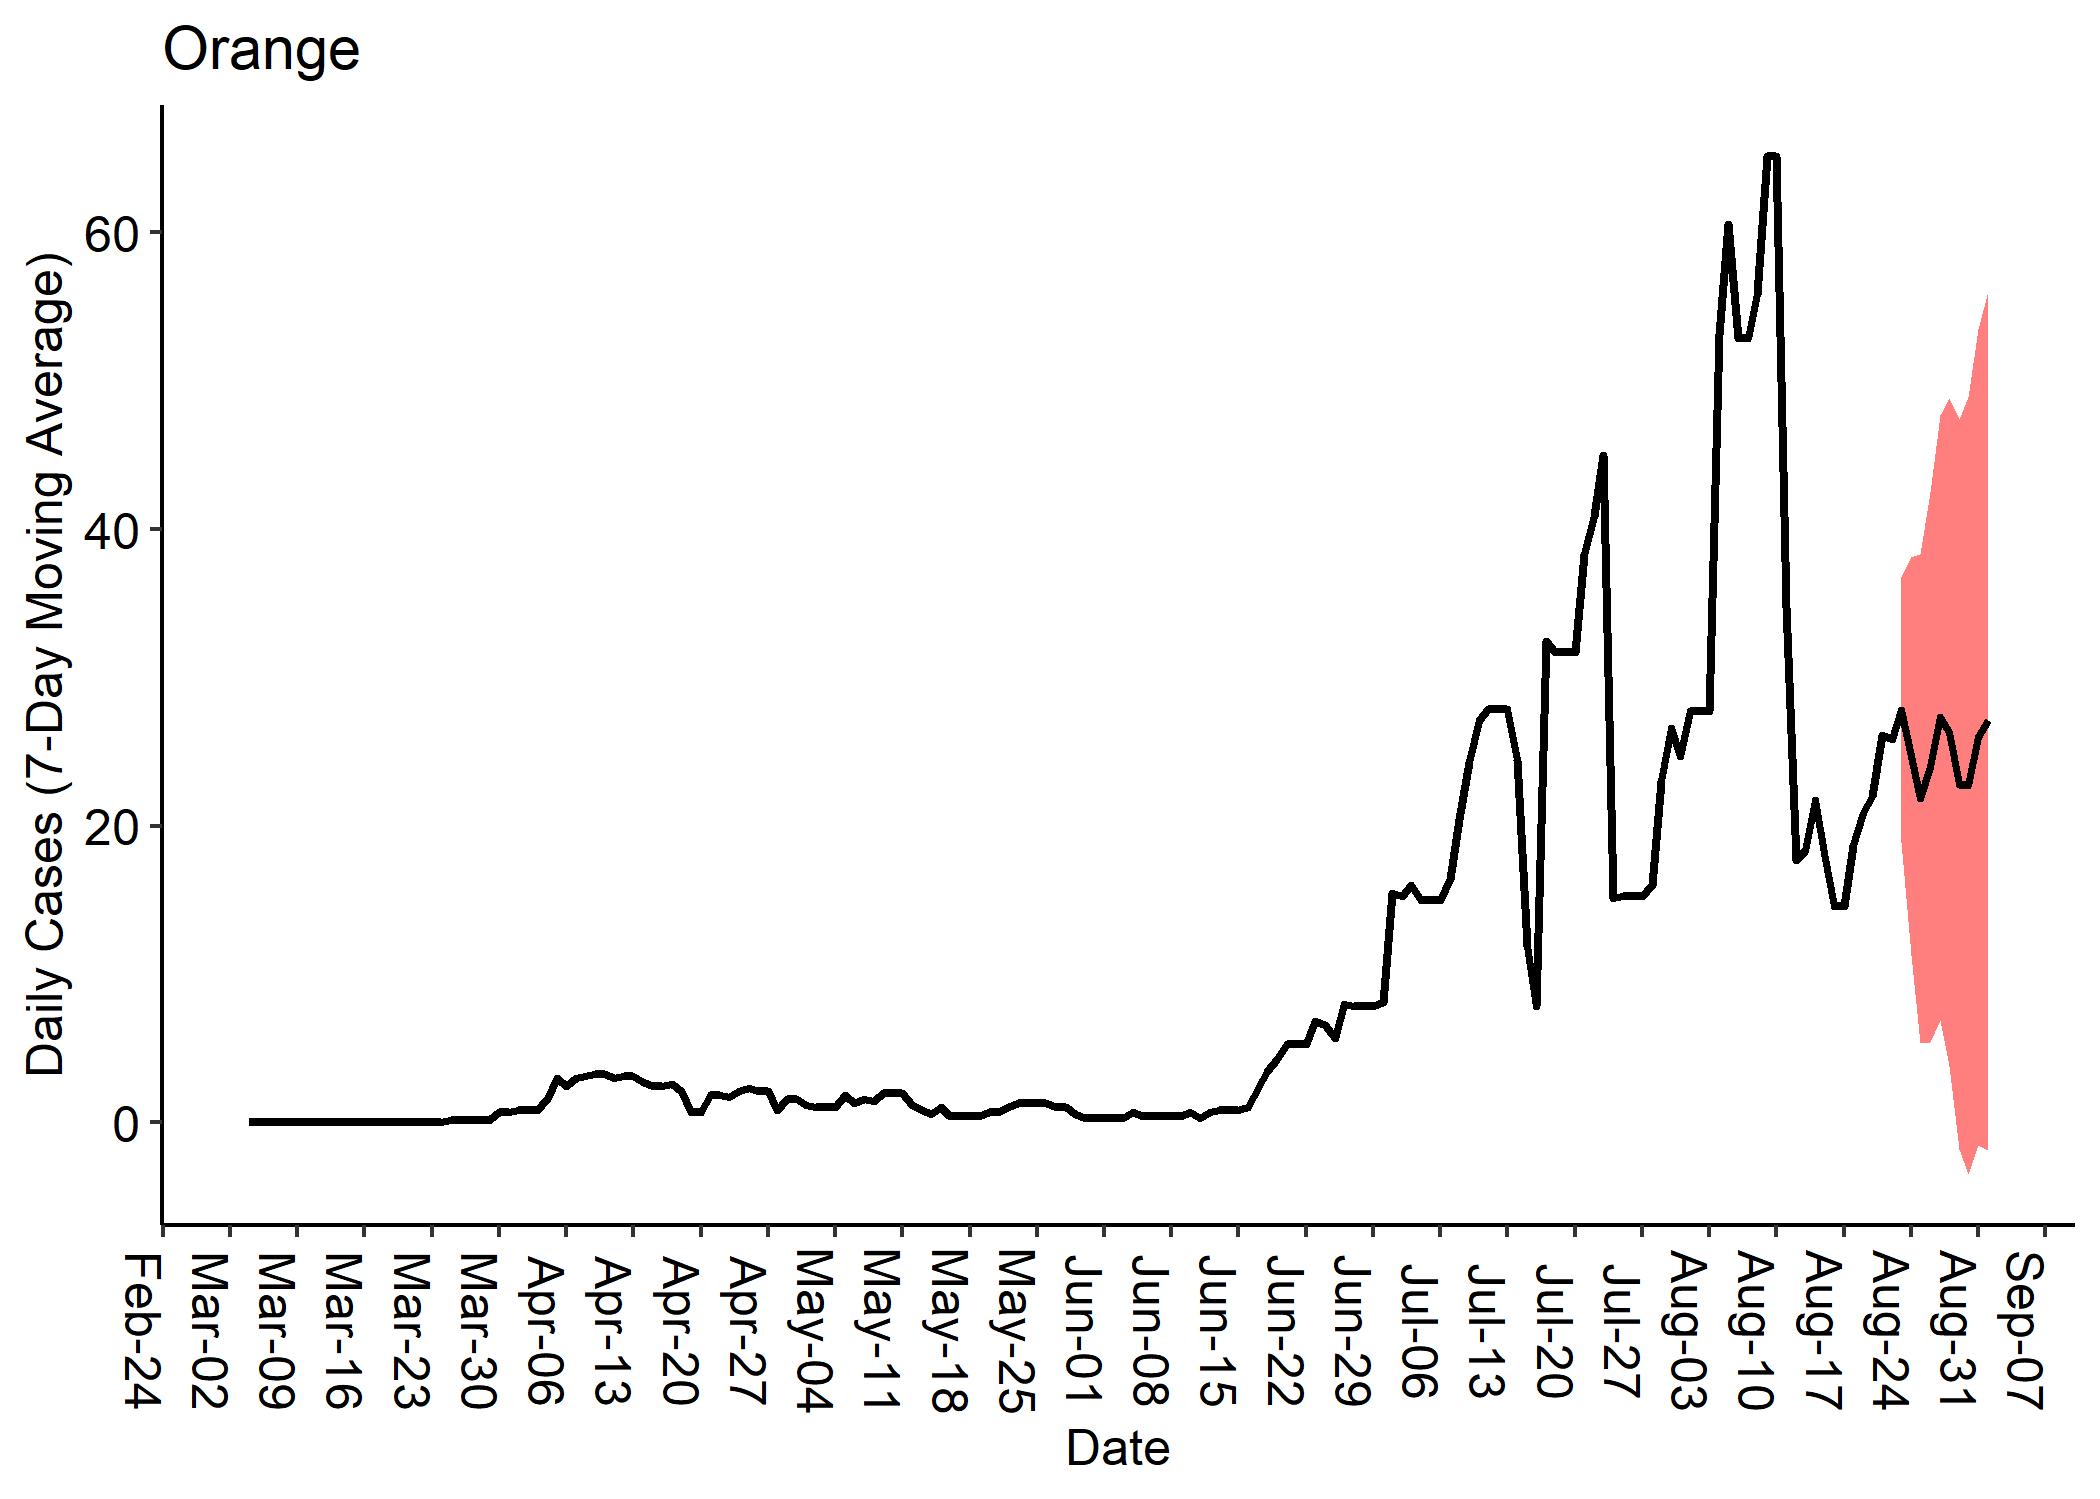 Orange
Daily Cases (7-Day Moving Average)
60
40
20
0
Feb-24
Mar-02
Mar-09
Mar-16
Mar-23
Mar-30
Apr-06
Apr-13
Apr-20
Apr-27
May-04
May-11
May-18
May-25
Jun-01
Jun-08
Jun-15
Jun-22
Jun-29
Jul-06
Jul-13
Jul-20
Jul-27
Aug-03
Aug-10
Aug-17
Aug-24
Aug-31
Sep-07
Date